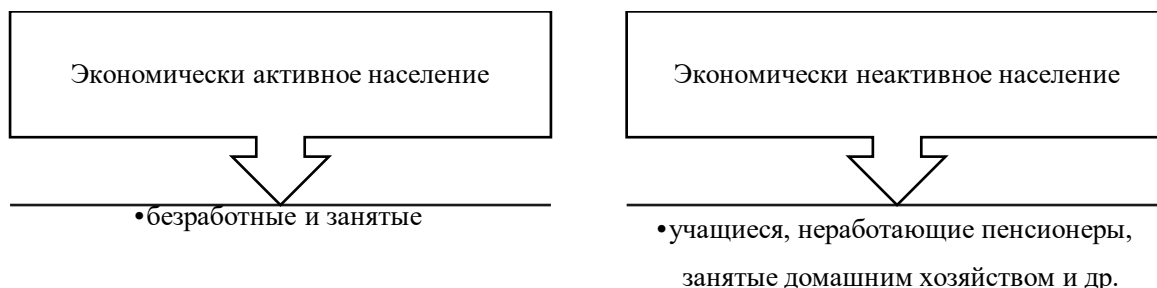 Экономически активное население
•безработные и занятые
Экономически неактивное население
•учащиеся, неработающие пенсионеры,
занятые домашним хозяйством и др.